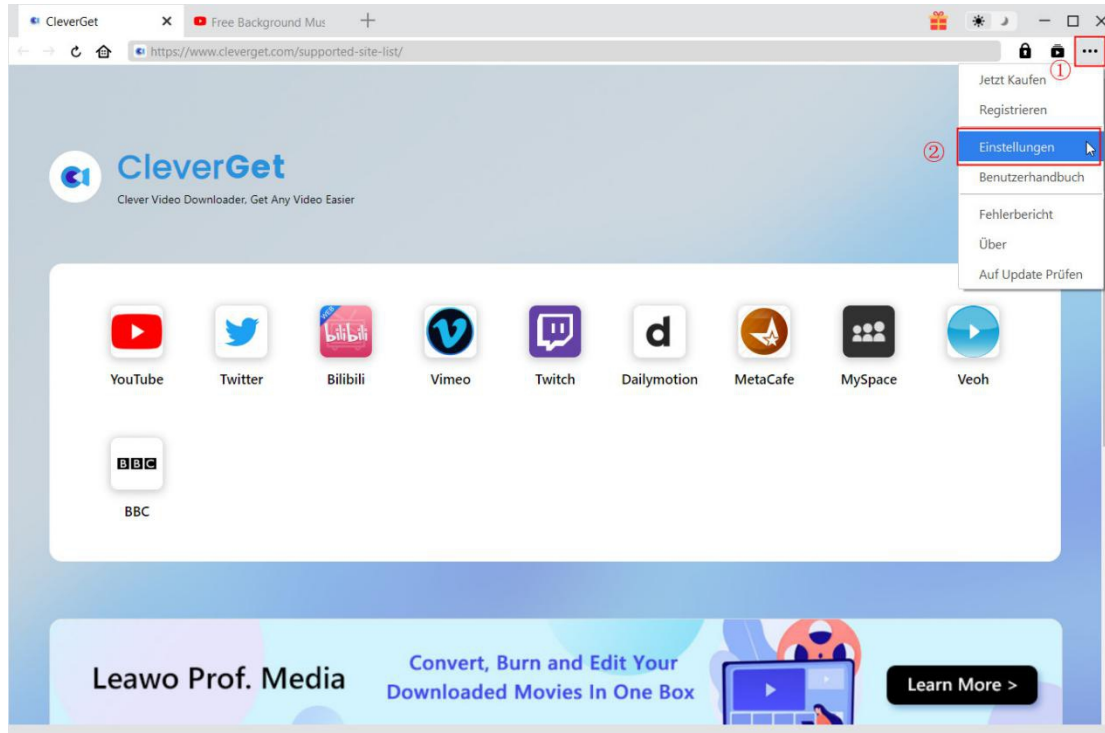 CleverGet
Free Background Mus
https://www.cleverget.com/supported-site-list/
①
Jetzt Kaufen
Registrieren
②
Einstellungen
Benutzerhandbuch
Fehlerbericht
Über
Auf Update Prüfen
CleverGet
Clever Video Downloader. Get Any Video Easier
WEB
bilibili
d
YouTube Twitter Bilibili Vimeo Twitch Dailymotion MetaCafe MySpace Veoh
BBC
BBC
Leawo Prof. Media
Convert, Burn and Edit Your
Downloaded Movies In One Box
Learn More >